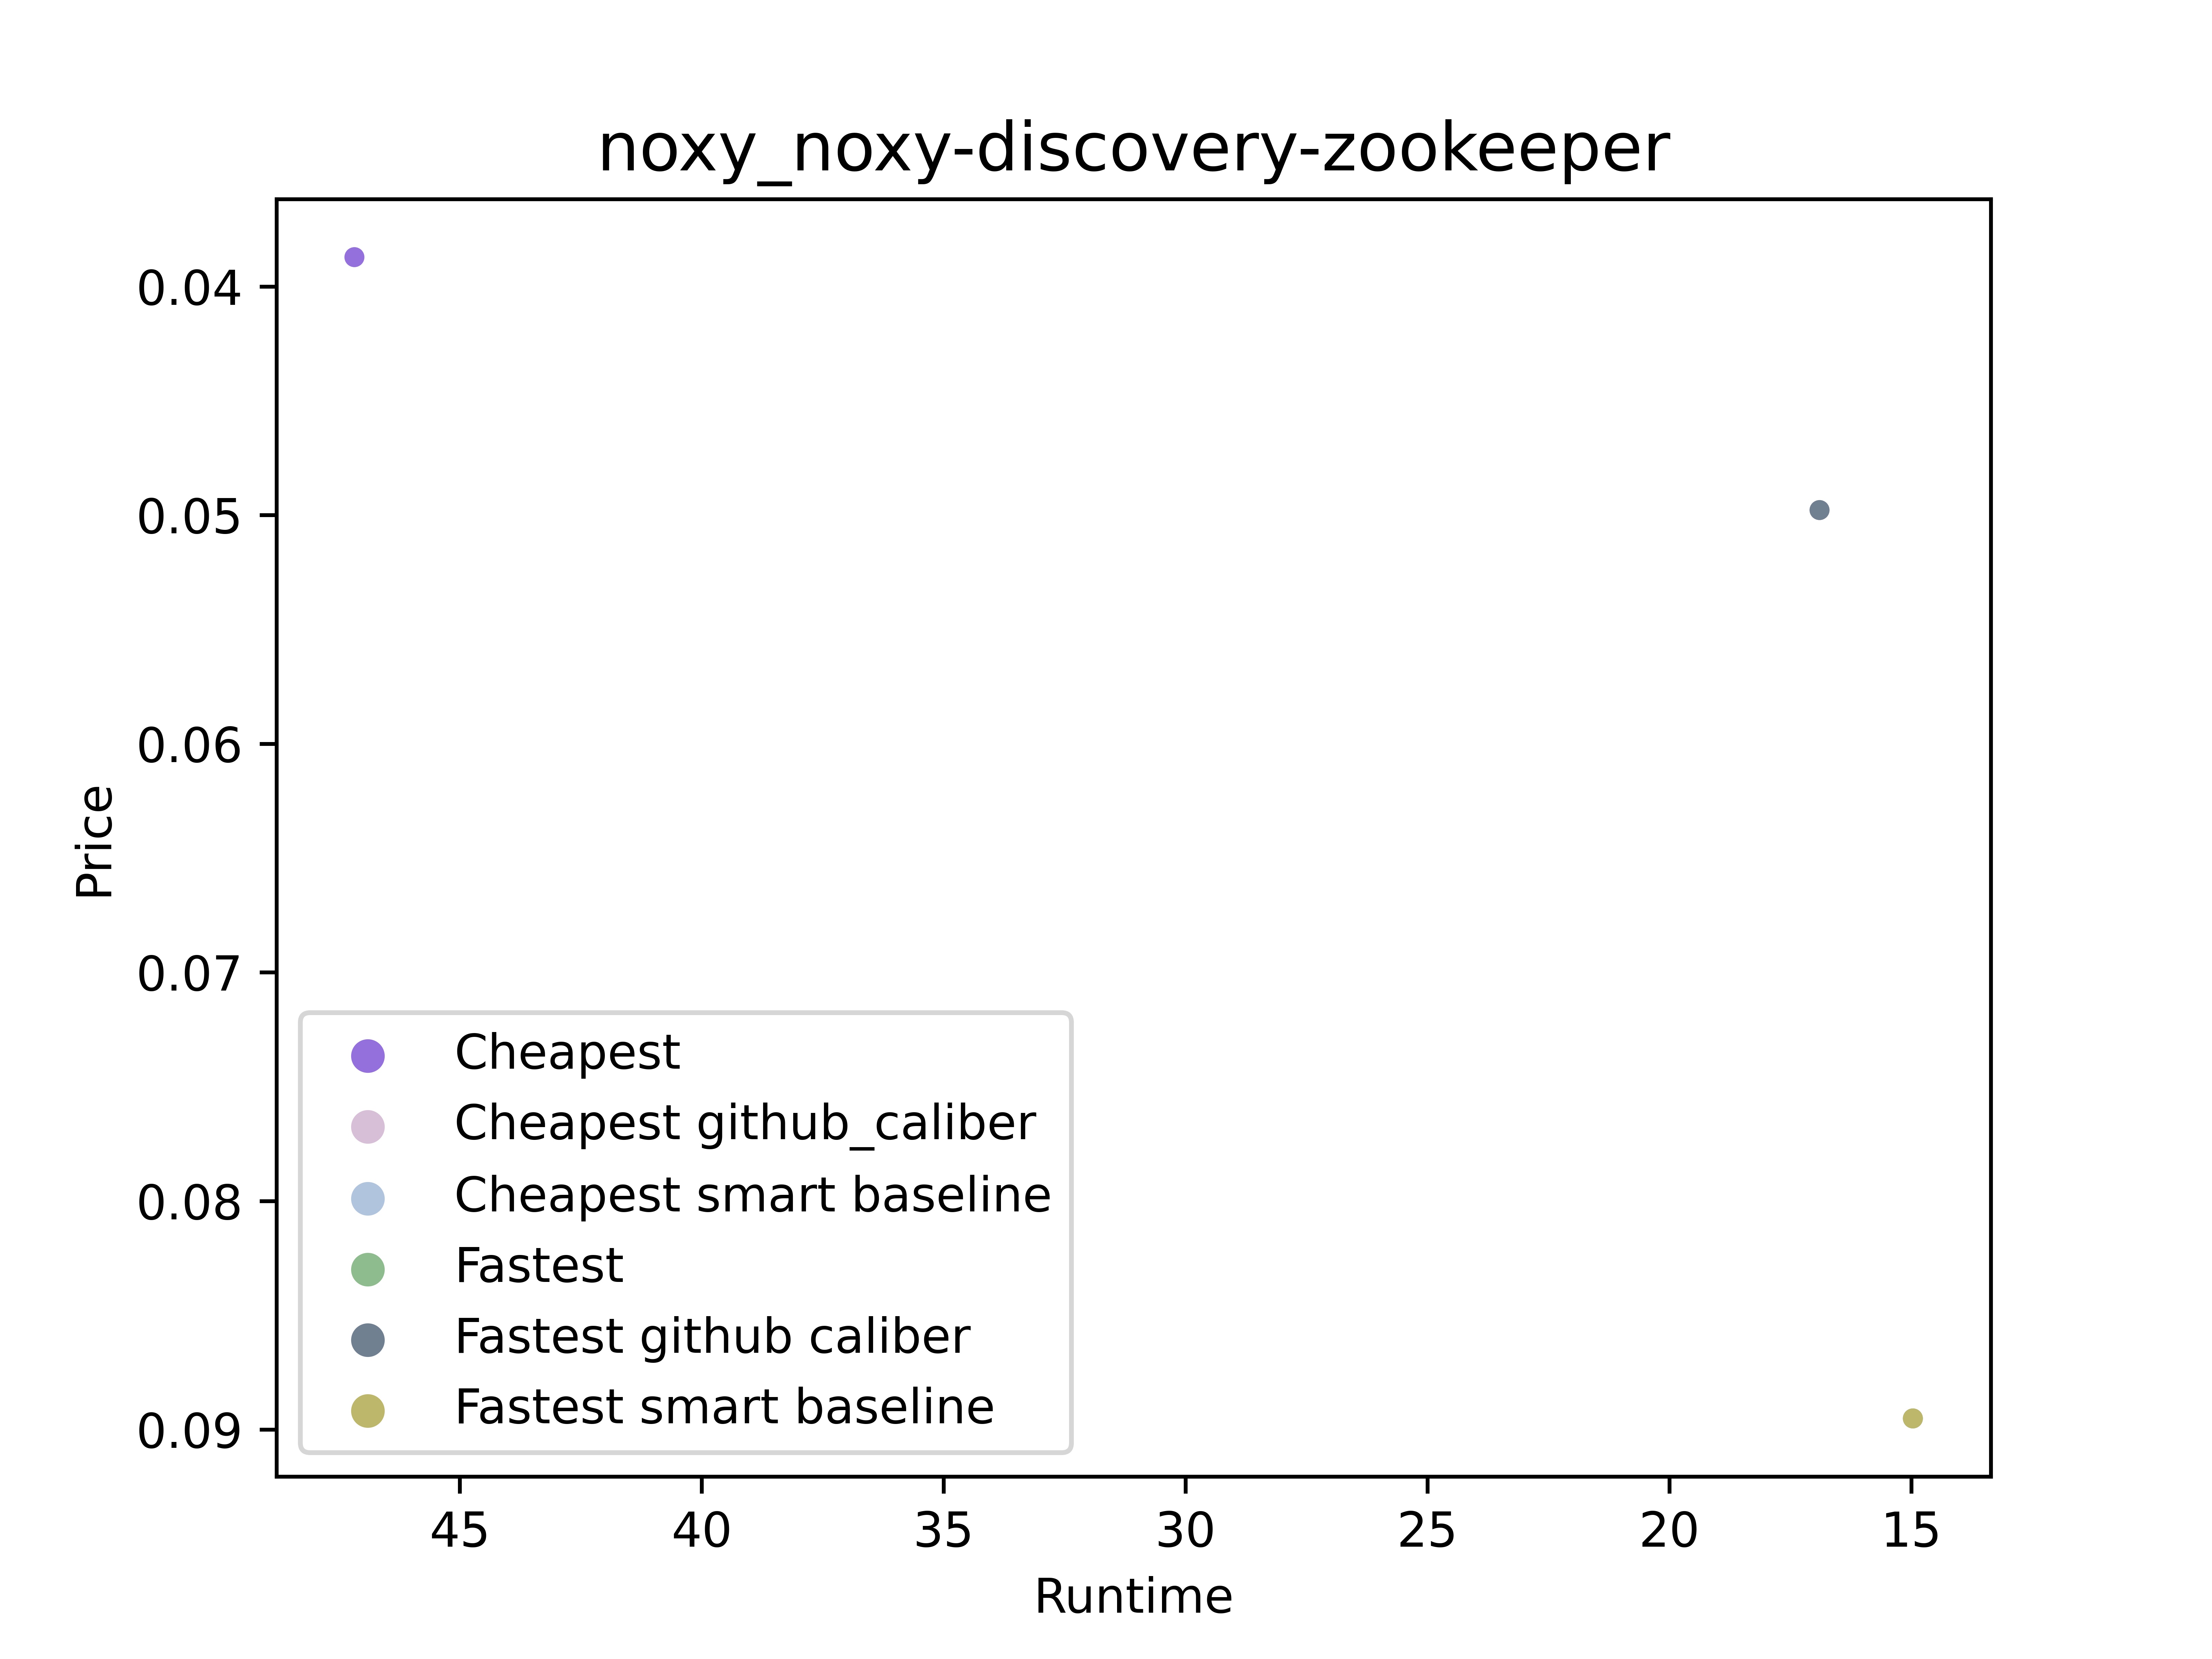 noxy_noxy-discovery-zookeeper
0.04
0.05
0.06
0.07
0.08
0.09
Price
Cheapest
Cheapest github_caliber
Cheapest smart baseline
Fastest
Fastest github caliber
Fastest smart baseline
45 40 35 30 25 20 15
Runtime